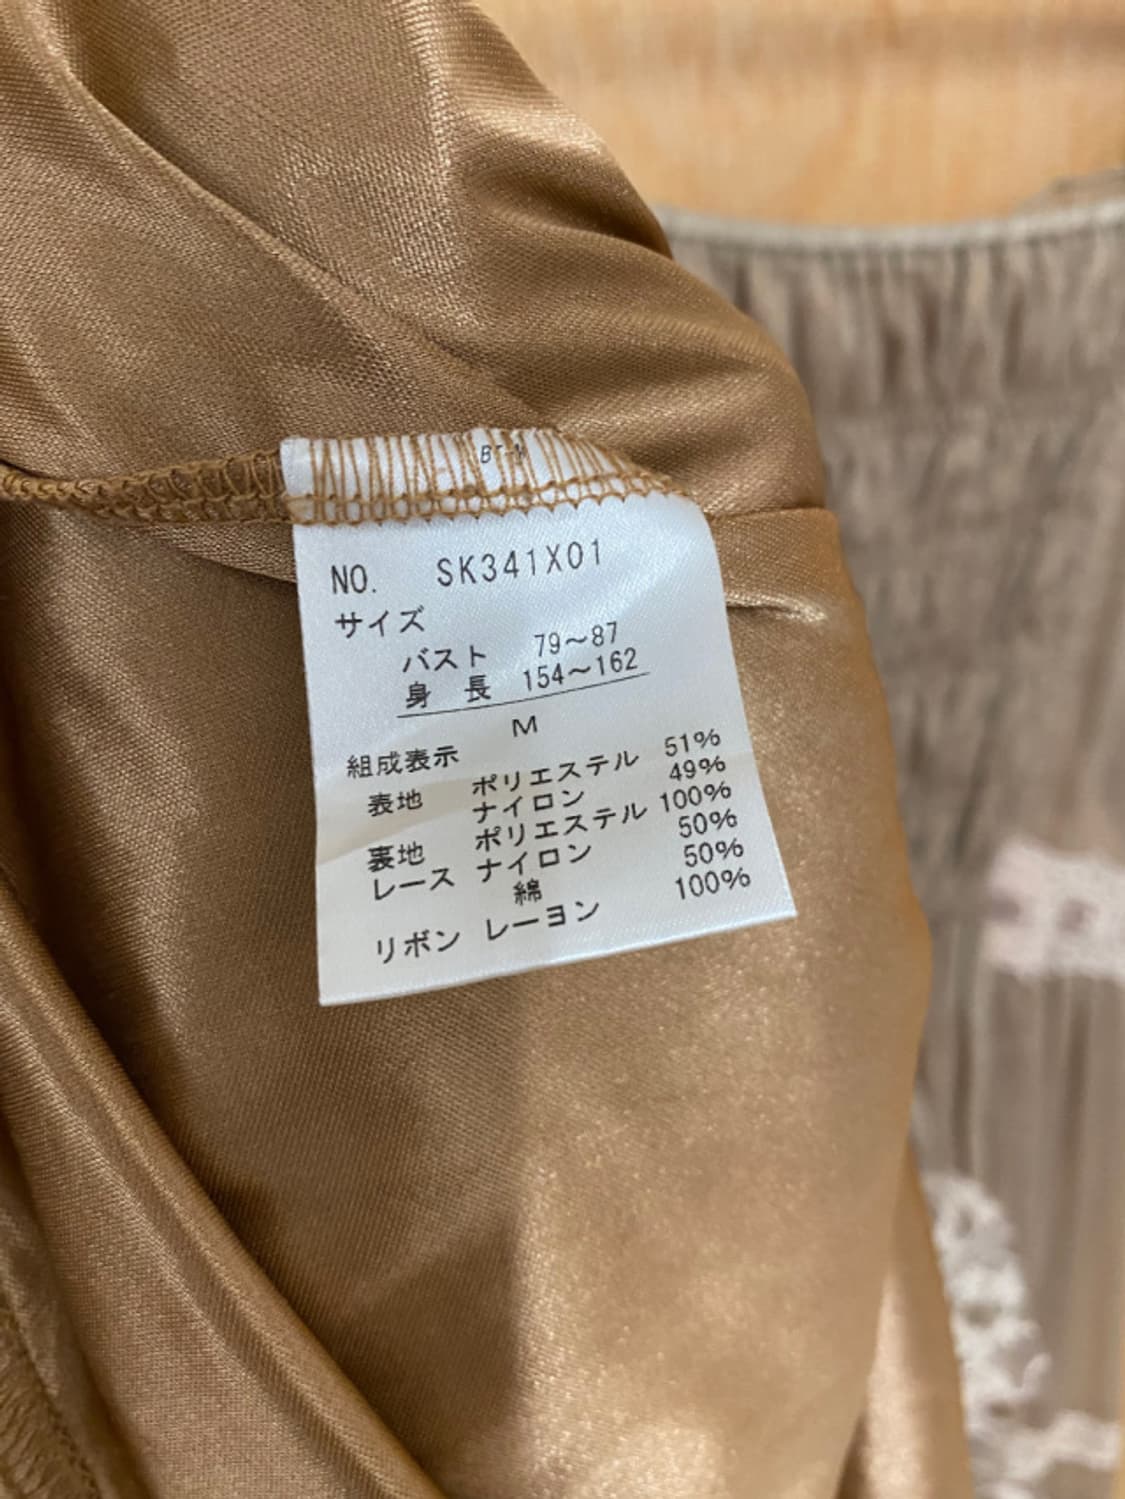 NO. SK341X01
サイズ
バスト 79～87
身 長 154～162
M
組成表示
表地 ポリエステル 51%
ナイロン 49%
裏地 ポリエステル 100%
レース ナイロン 50%
綿 50%
リボン レーヨン 100%